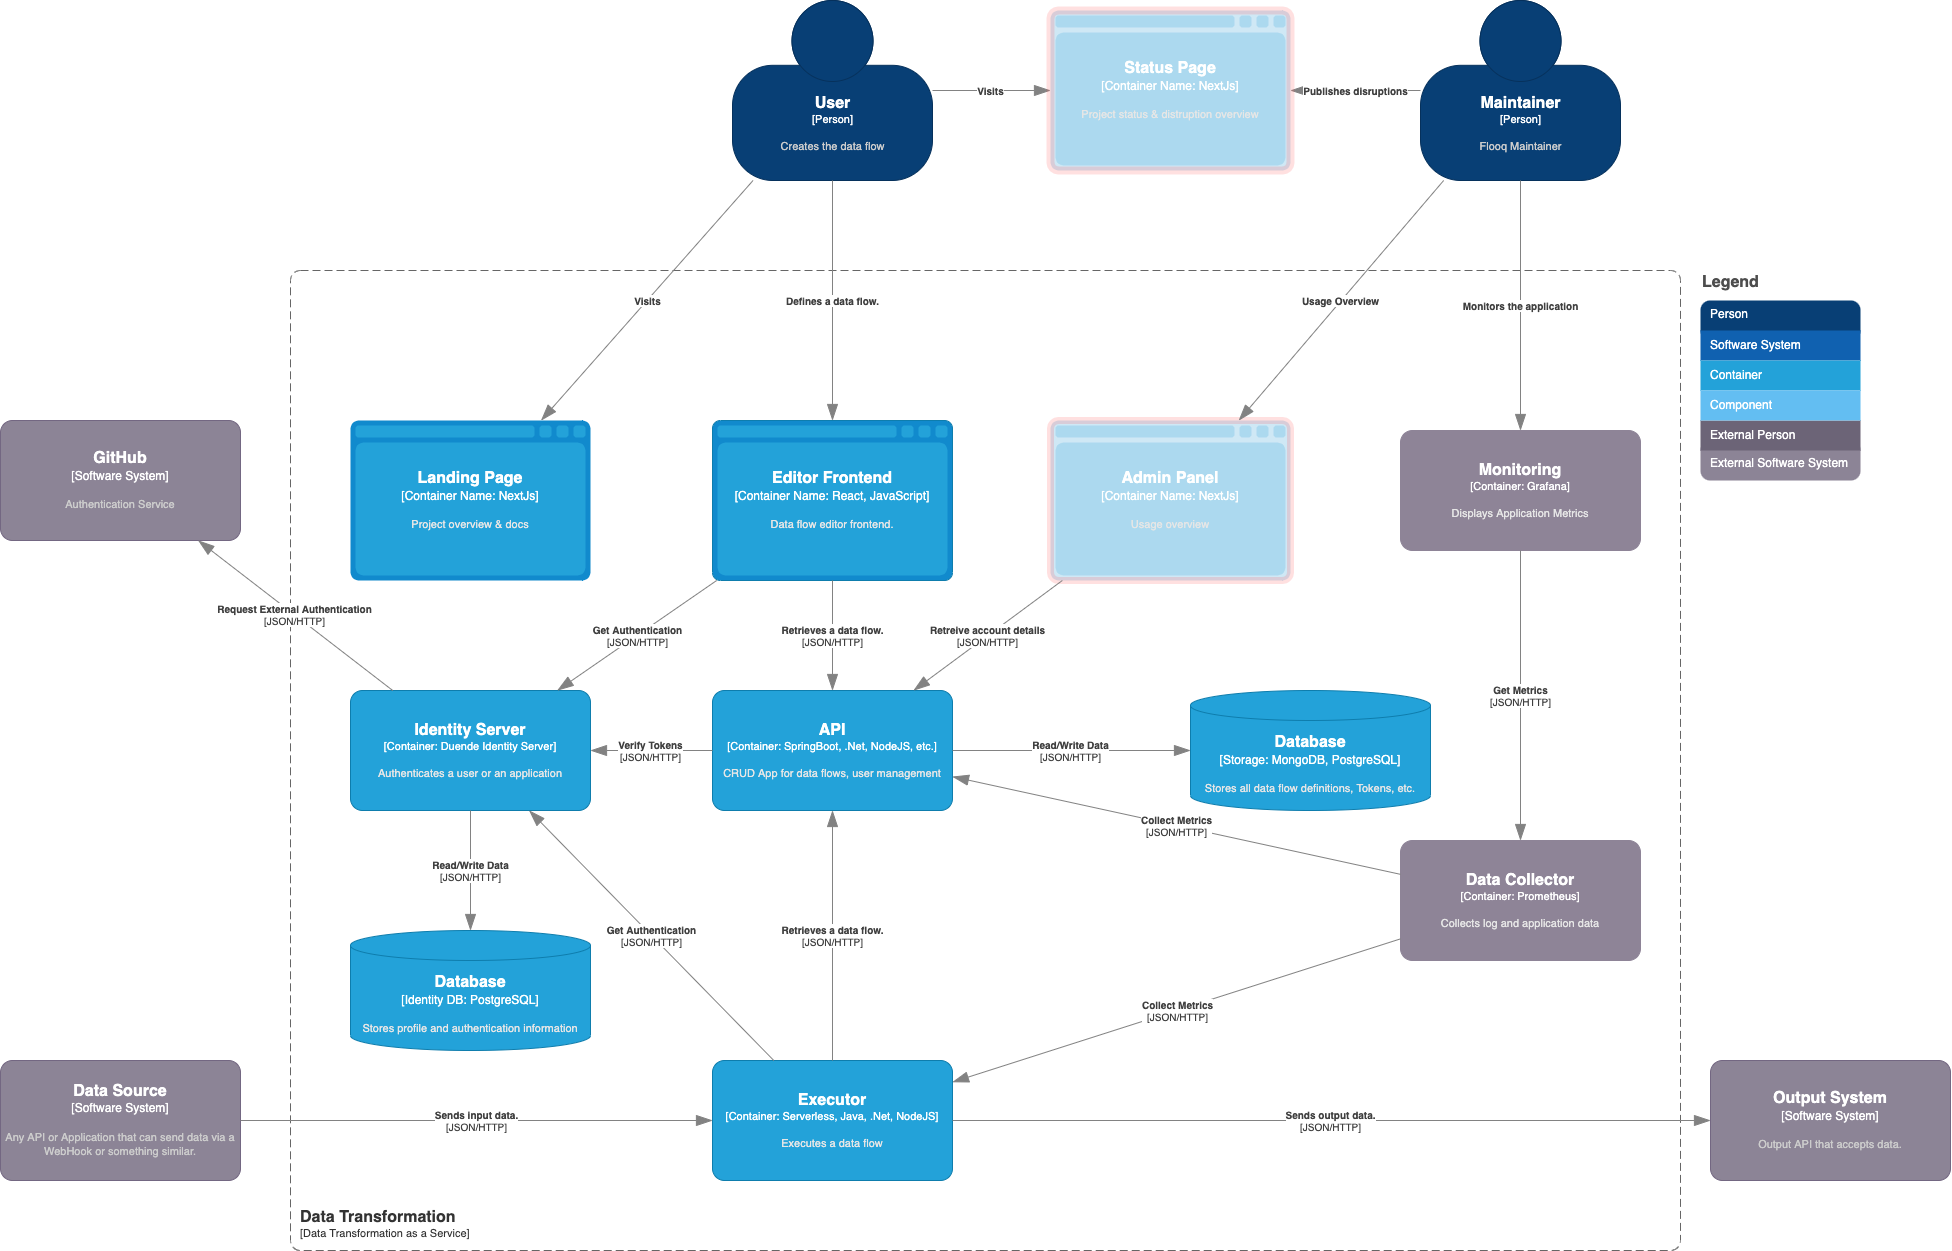 User
[Person]
Creates the data flow
Visits
Status Page
[Container Name: NextJs]
Project status & distruption overview
Publishes disruptions
Maintainer
[Person]
Flooq Maintainer
Visits
Defines a data flow.
Usage Overview
Monitors the application
Legend
Person
Software System
Container
Component
External Person
External Software System
GitHub
[Software System]
Authentication Service
Landing Page
[Container Name: NextJs]
Project overview & docs
Editor Frontend
[Container Name: React, JavaScript]
Data flow editor frontend.
Admin Panel
[Container Name: NextJs]
Usage overview
Monitoring
[Container: Grafana]
Displays Application Metrics
Request External Authentication
[JSON/HTTP]
Get Authentication
[JSON/HTTP]
Retrieves a data flow.
[JSON/HTTP]
Retreive account details
[JSON/HTTP]
Get Metrics
[JSON/HTTP]
Identity Server
[Container: Duende Identity Server]
Authenticates a user or an application
Verify Tokens
[JSON/HTTP]
API
[Container: SpringBoot, .Net, NodeJS, etc.]
CRUD App for data flows, user management
Read/Write Data
[JSON/HTTP]
Database
[Storage: MongoDB, PostgreSQL]
Stores all data flow definitions, Tokens, etc.
Collect Metrics
[JSON/HTTP]
Read/Write Data
[JSON/HTTP]
Data Collector
[Container: Prometheus]
Collects log and application data
Get Authentication
[JSON/HTTP]
Retrieves a data flow.
[JSON/HTTP]
Database
[Identity DB: PostgreSQL]
Stores profile and authentication information
Collect Metrics
[JSON/HTTP]
Data Source
[Software System]
Any API or Application that can send data via a
WebHook or something similar.
Sends input data.
[JSON/HTTP]
Executor
[Container: Serverless, Java, .Net, NodeJS]
Executes a data flow
Sends output data.
[JSON/HTTP]
Output System
[Software System]
Output API that accepts data.
Data Transformation
[Data Transformation as a Service]